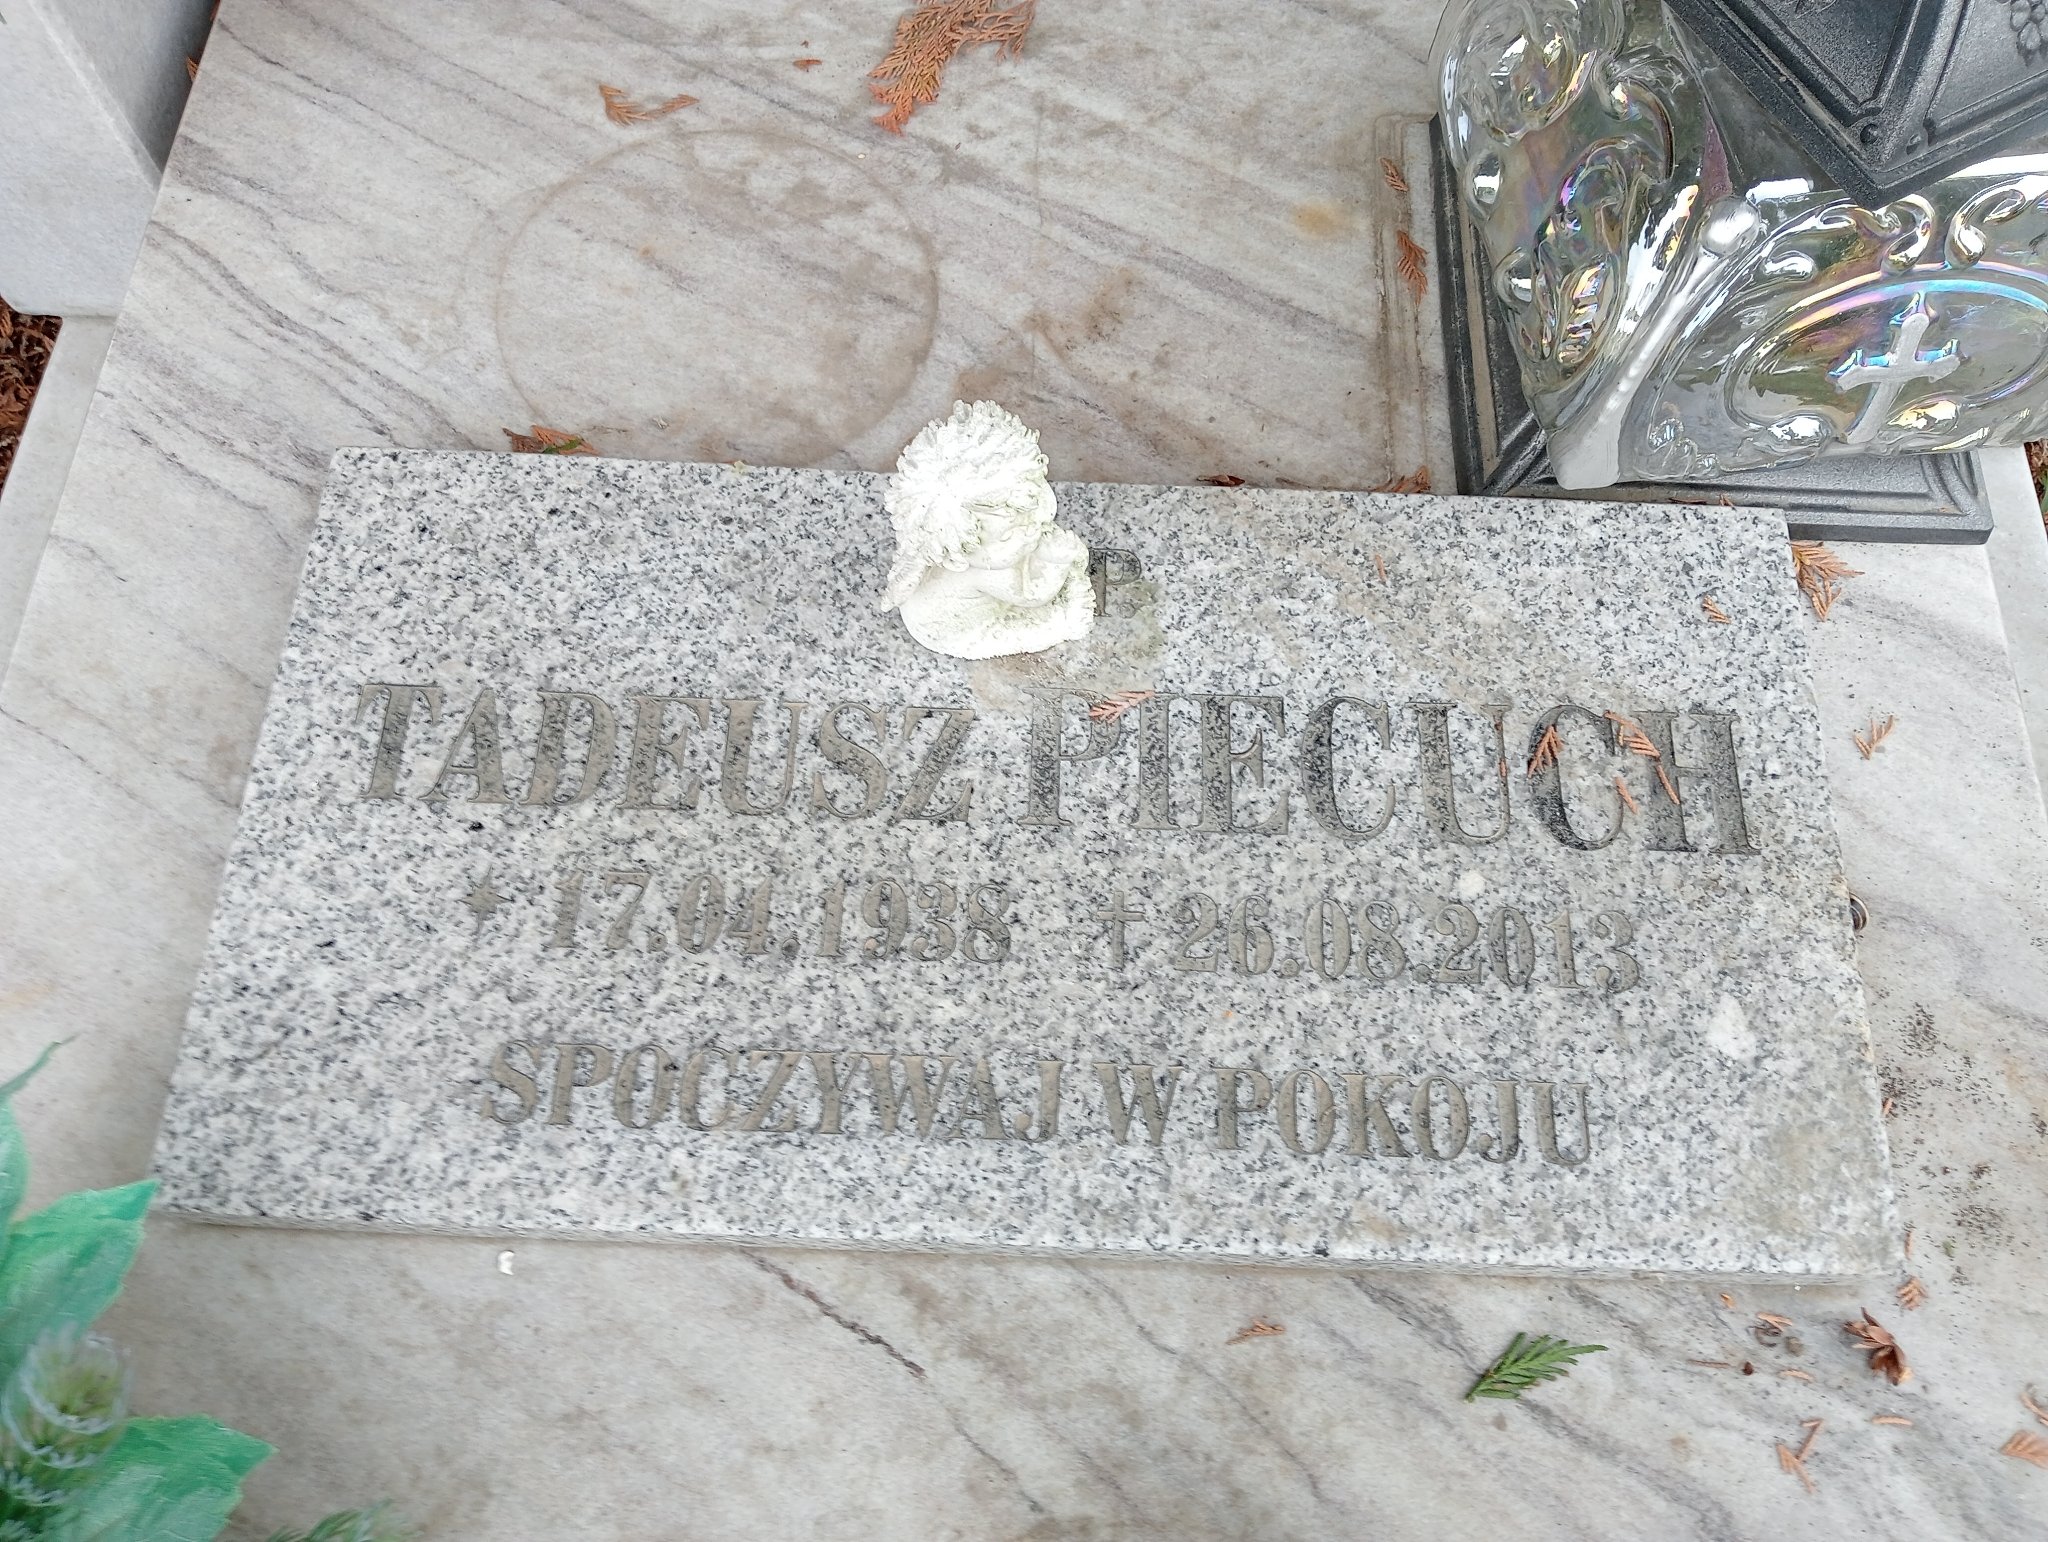 P
TADEUSZ PIECUCH
★ 17.04.1938 † 26.08.2013
SPOCZYWAJ W POKOJU